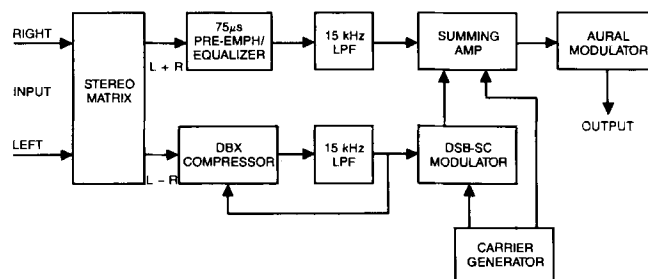 RIGHT
INPUT
LEFT
STEREO
MATRIX
L + R
L − R
75μs
PRE-EMPH/
EQUALIZER
15 kHz
LPF
SUMMING
AMP
AURAL
MODULATOR
OUTPUT
DBX
COMPRESSOR
15 kHz
LPF
DSB-SC
MODULATOR
CARRIER
GENERATOR